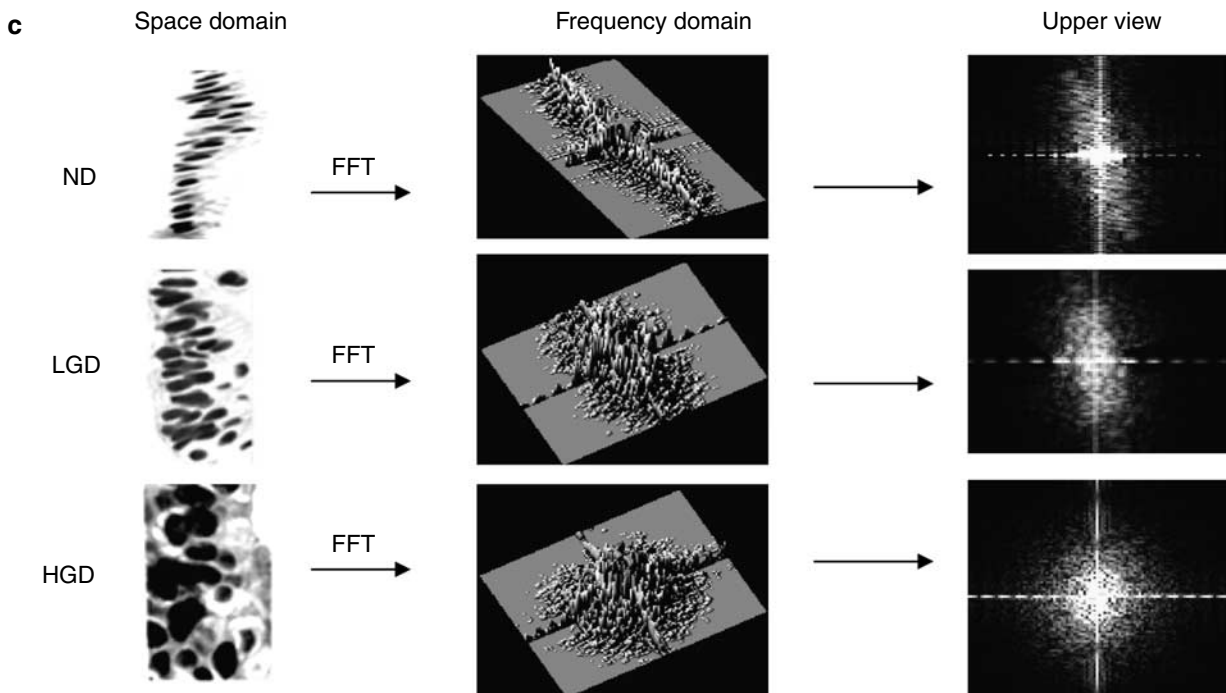 c
Space domain
Frequency domain
Upper view
ND
FFT
LGD
FFT
HGD
FFT